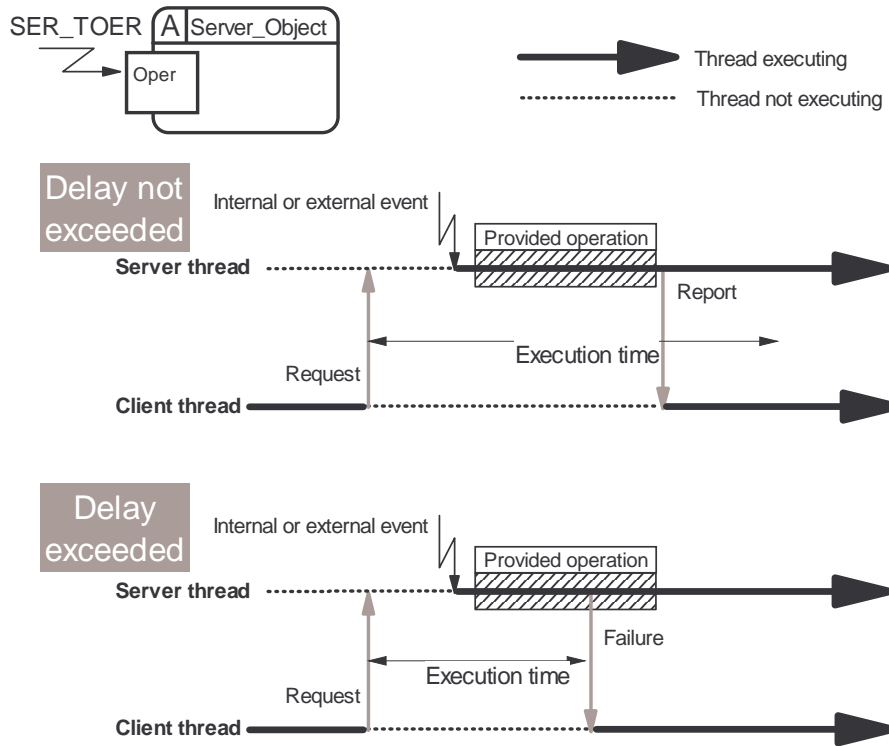 SER_TOER
A
Server_Object
Oper
Thread executing
Thread not executing
Delay not
exceeded
Internal or external event
Provided operation
Server thread
Report
Execution time
Request
Client thread
Delay
exceeded
Internal or external event
Provided operation
Server thread
Failure
Execution time
Request
Client thread